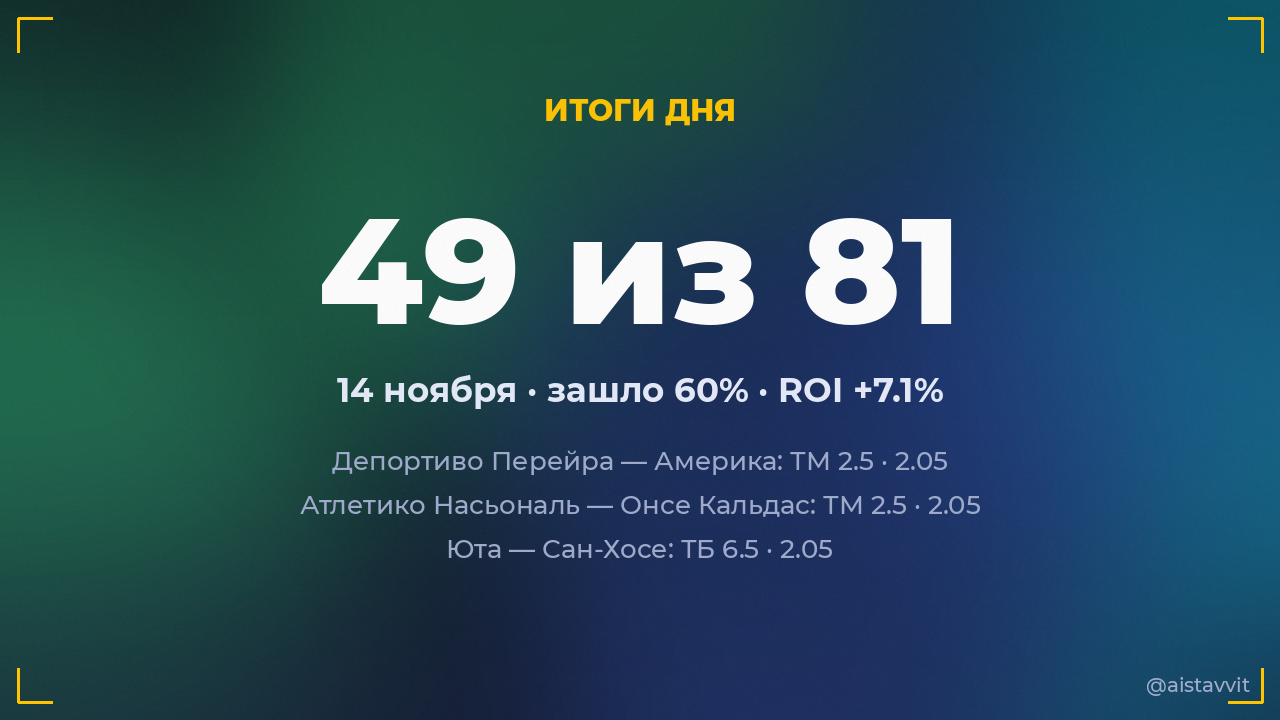 ИТОГИ ДНЯ
49 из 81
14 ноября · зашло 60% · ROI +7.1%
Депортиво Перейра — Америка: ТМ 2.5 · 2.05
Атлетико Насьональ — Онсе Кальдас: ТМ 2.5 · 2.05
Юта — Сан-Хосе: ТБ 6.5 · 2.05
@aistavvit